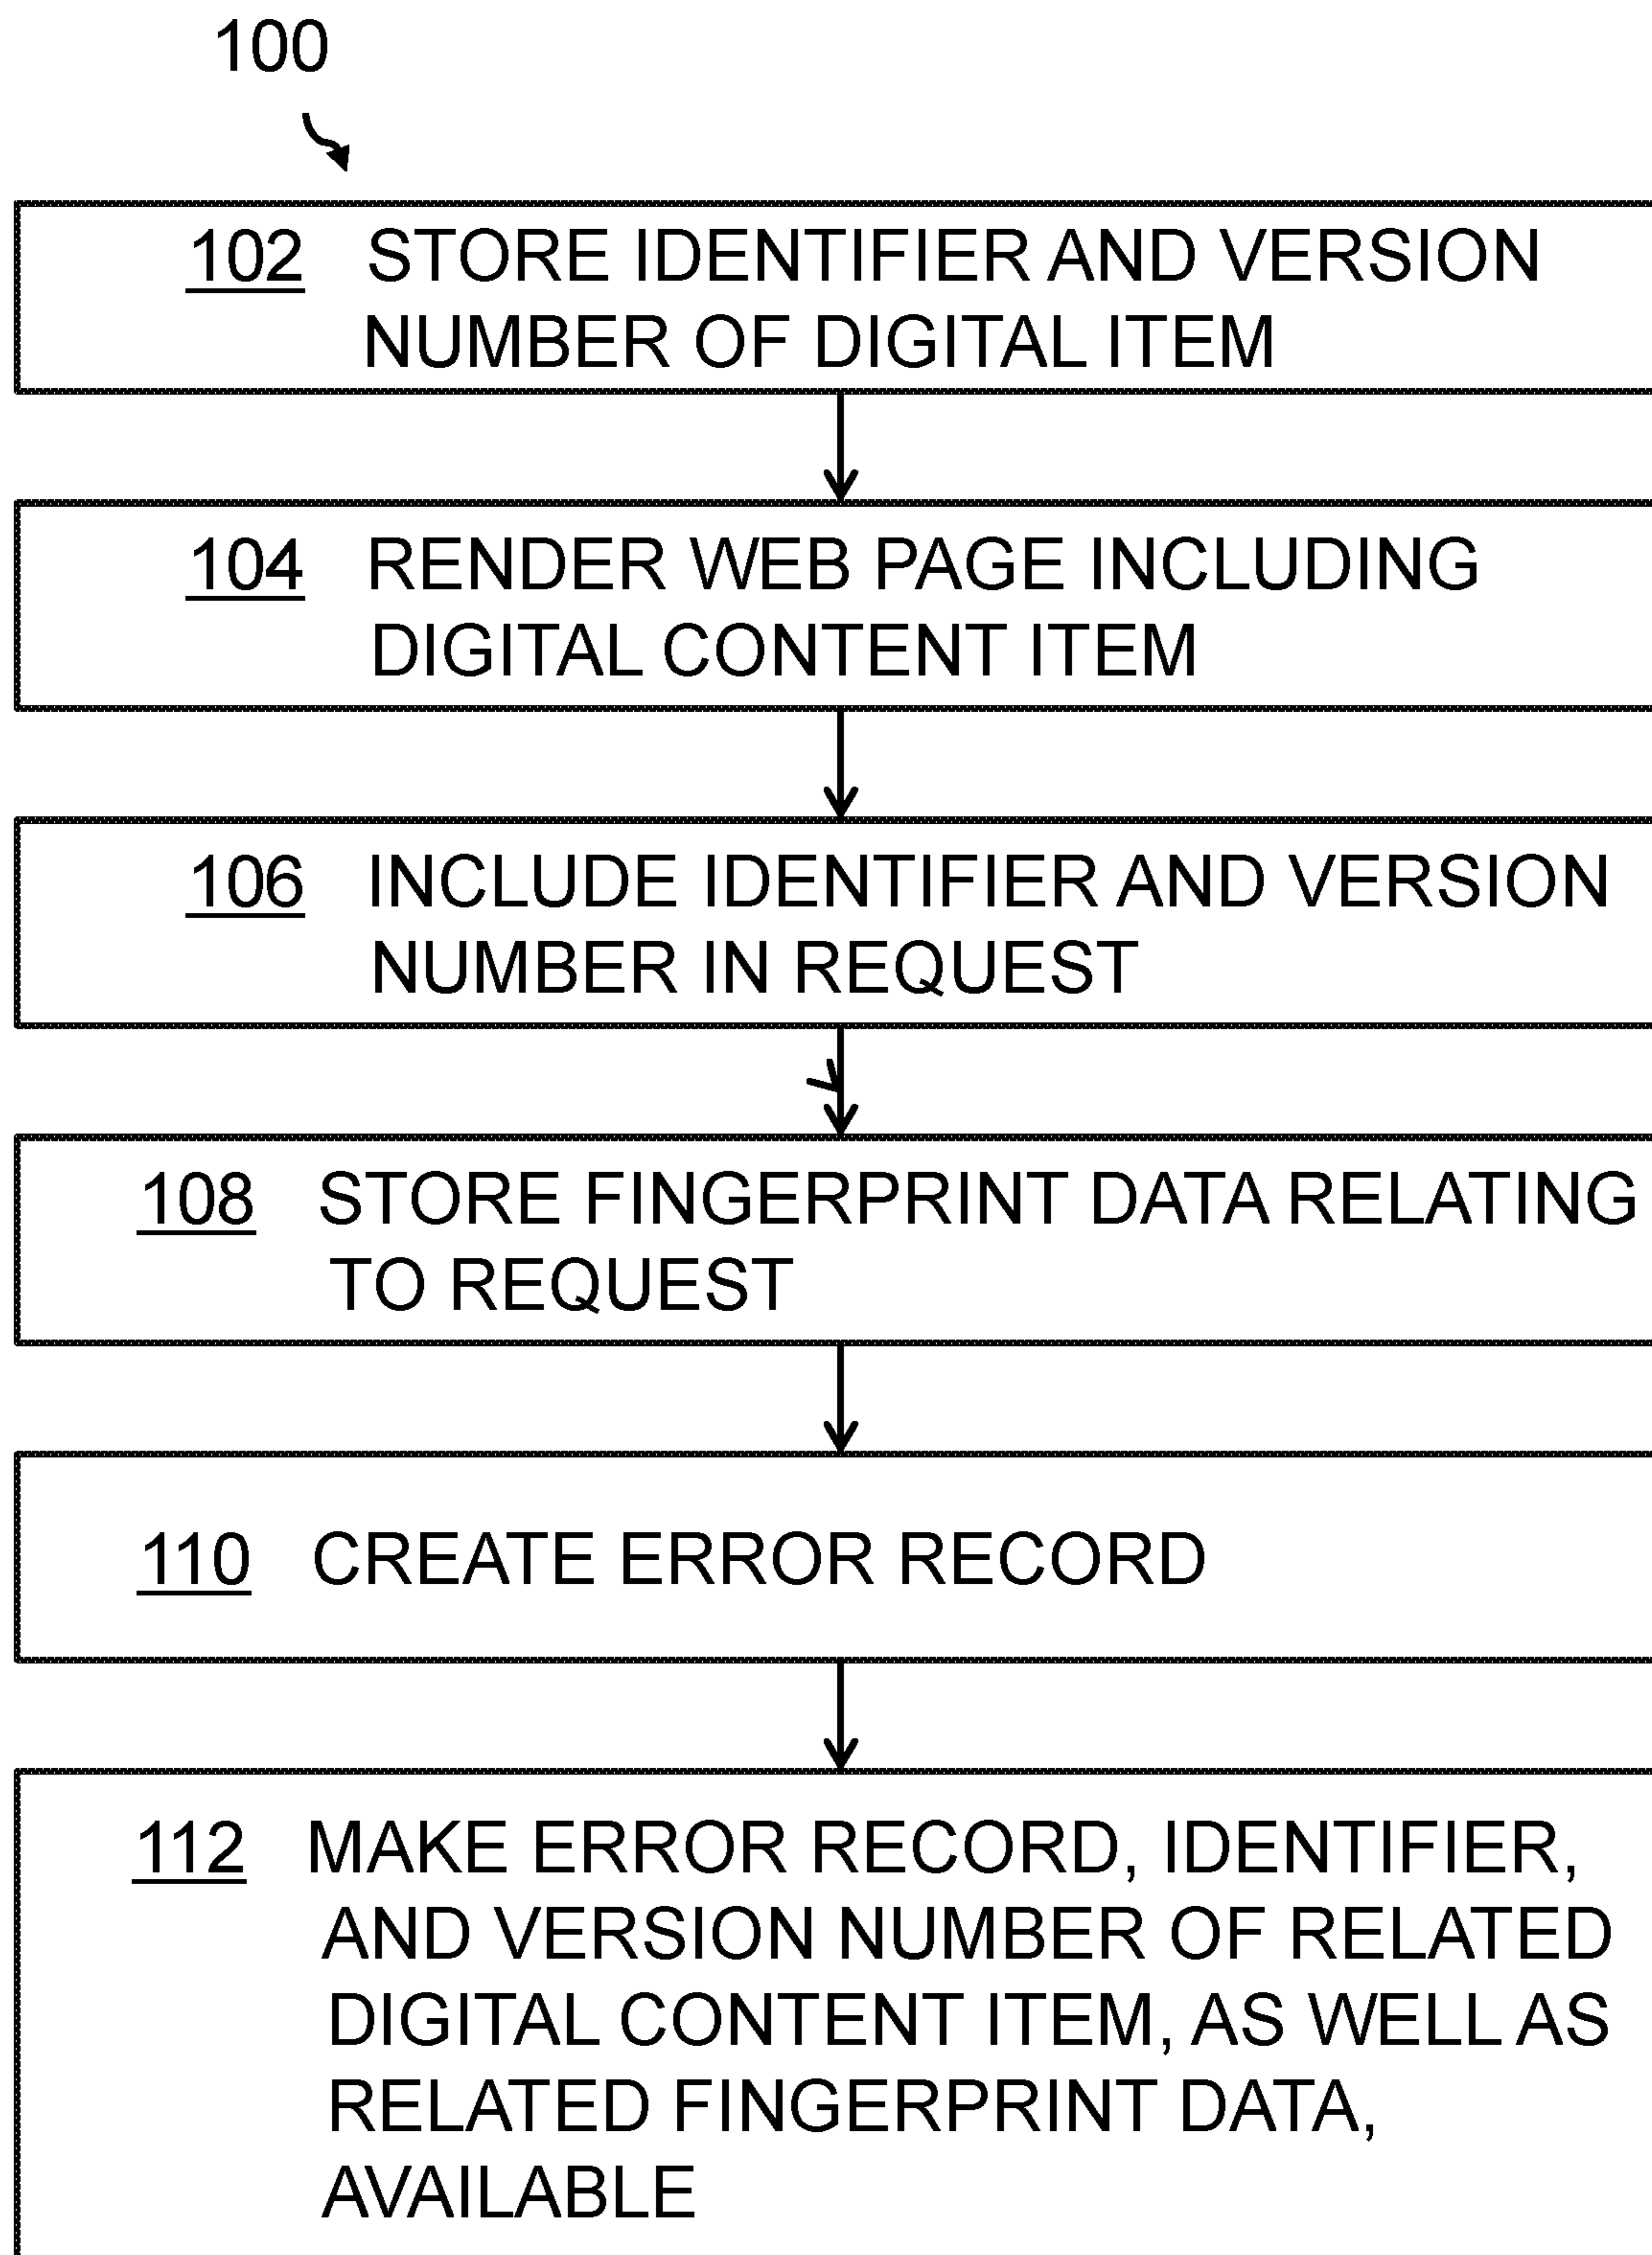 100
102 STORE IDENTIFIER AND VERSION
NUMBER OF DIGITAL ITEM
104 RENDER WEB PAGE INCLUDING
DIGITAL CONTENT ITEM
106 INCLUDE IDENTIFIER AND VERSION
NUMBER IN REQUEST
108 STORE FINGERPRINT DATA RELATING
TO REQUEST
110 CREATE ERROR RECORD
112 MAKE ERROR RECORD, IDENTIFIER,
AND VERSION NUMBER OF RELATED
DIGITAL CONTENT ITEM, AS WELL AS
RELATED FINGERPRINT DATA,
AVAILABLE